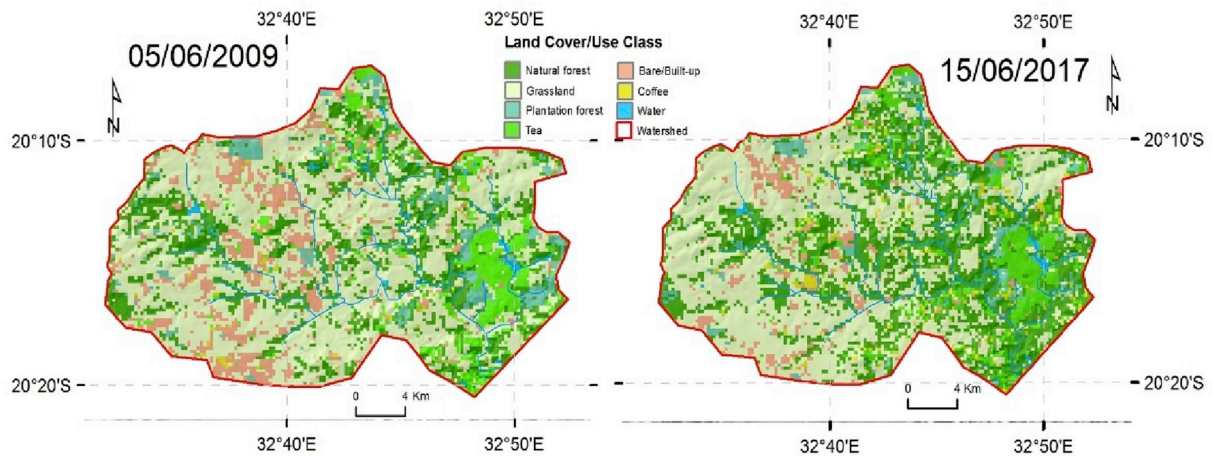 32°40'E 32°50'E 32°40'E 32°50'E
05/06/2009
Land Cover/Use Class
15/06/2017
Natural forest
Grassland
Plantation forest
Tea
Bare/Built-up
Coffee
Water
Watershed
N
N
20°10'S
20°10'S
20°20'S
20°20'S
0 4 Km
0 4 Km
32°40'E 32°50'E 32°40'E 32°50'E